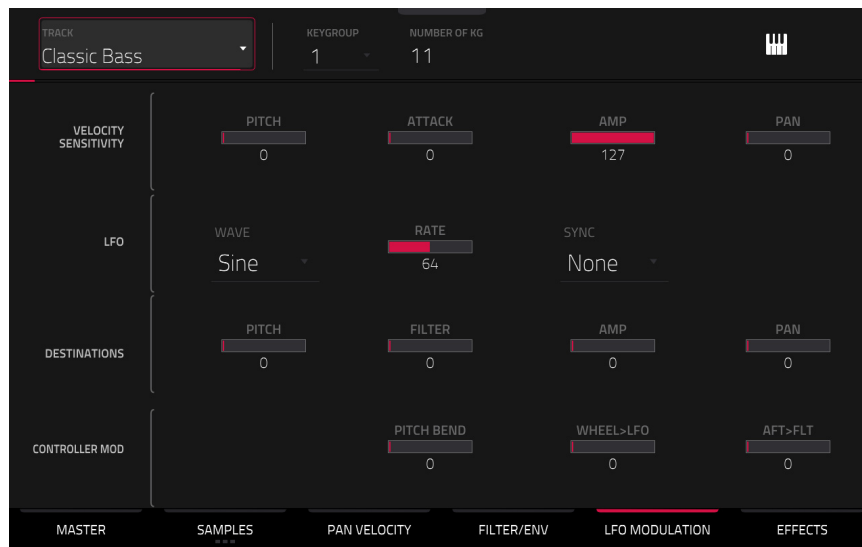 TRACK
Classic Bass
KEYGROUP
1
NUMBER OF KG
11
VELOCITY
SENSITIVITY
PITCH
0
ATTACK
0
AMP
127
PAN
0
LFO
WAVE
Sine
RATE
64
SYNC
None
DESTINATIONS
PITCH
0
FILTER
0
AMP
0
PAN
0
CONTROLLER MOD
PITCH BEND
0
WHEEL>LFO
0
AFT>FLT
0
MASTER
SAMPLES
PAN VELOCITY
FILTER/ENV
LFO MODULATION
EFFECTS